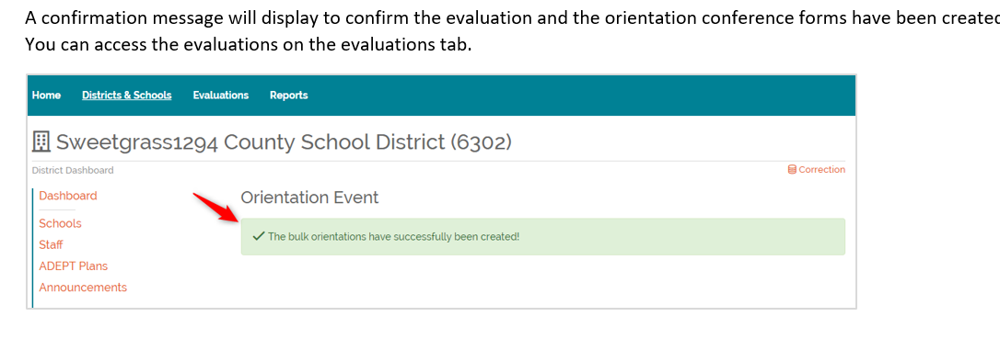 A confirmation message will display to confirm the evaluation and the orientation conference forms have been created
You can access the evaluations on the evaluations tab.
Home Districts & Schools Evaluations Reports
Sweetgrass1294 County School District (6302)
District Dashboard
Correction
Dashboard
Orientation Event
Schools
The bulk orientations have successfully been created!
Staff
ADEPT Plans
Announcements